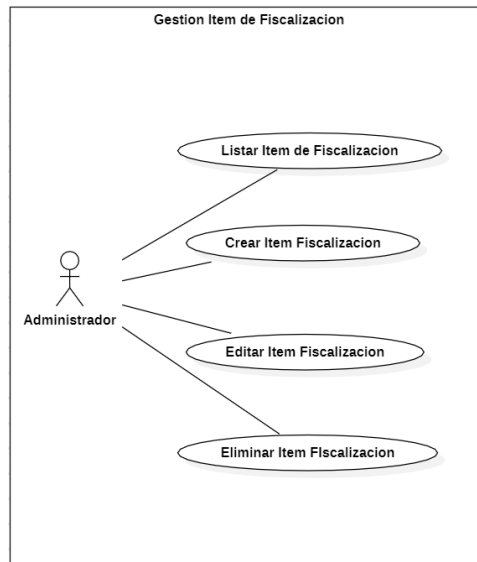 Gestion Item de Fiscalizacion
Listar Item de Fiscalizacion
Crear Item Fiscalizacion
Administrador
Editar Item Fiscalizacion
Eliminar Item FIscalizacion